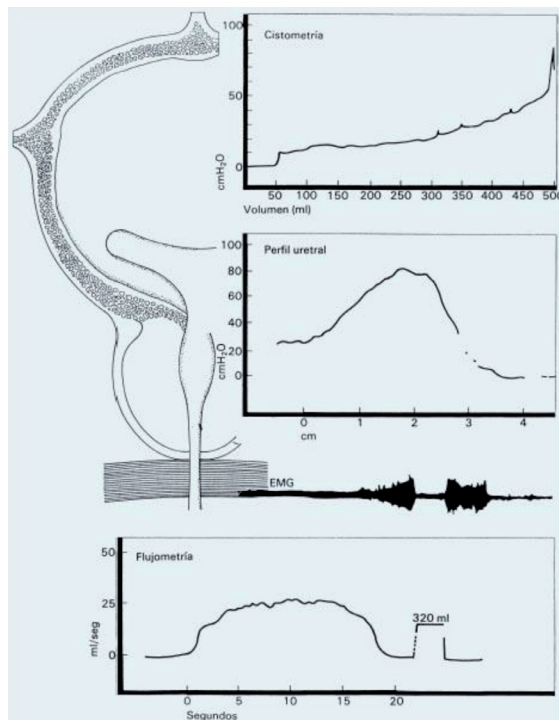 Cistometría
100
50
0
cmH₂O
50 100 150 200 250 300 350 400 450 500
Volumen (ml)
Perfil uretral
100
80
60
40
20
0
cmH₂O
0 1 2 3 4
cm
EMG
Flujometría
50
25
0
ml/seg
320 ml
0 5 10 15 20
Segundos